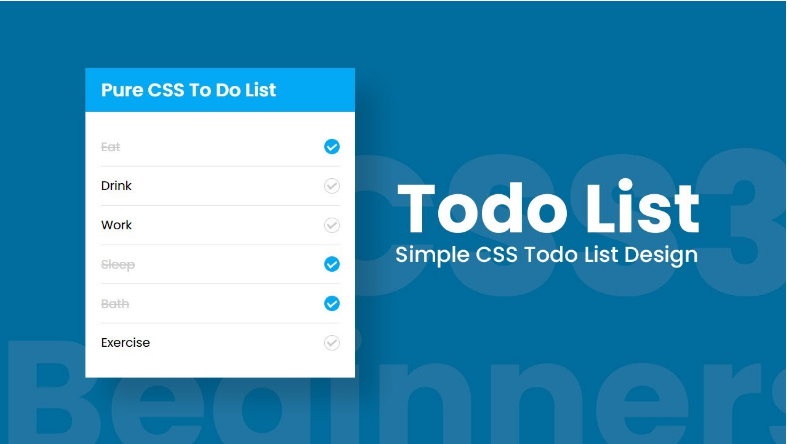 Pure CSS To Do List
Eat
Drink
Work
Sleep
Bath
Exercise
Todo List
Simple CSS Todo List Design
CSS3
Beginners